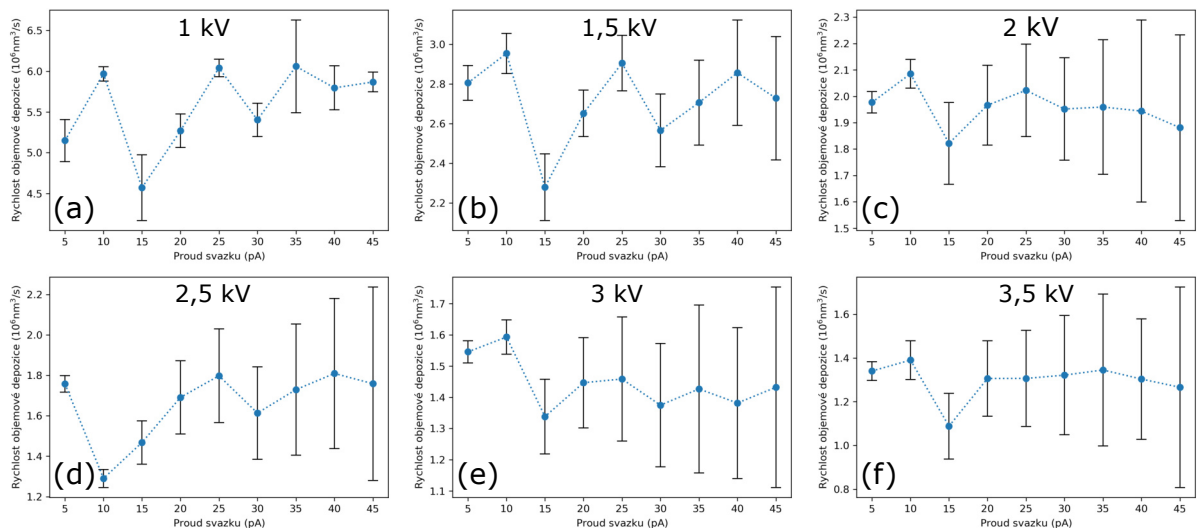 1 kV
Rychlost objemové depozice (10⁶nm³/s)
6.5
6.0
5.5
5.0
4.5
(a)
5 10 15 20 25 30 35 40 45
Proud svazku (pA)
1,5 kV
Rychlost objemové depozice (10⁶nm³/s)
3.0
2.8
2.6
2.4
2.2
(b)
5 10 15 20 25 30 35 40 45
Proud svazku (pA)
2 kV
Rychlost objemové depozice (10⁶nm³/s)
2.3
2.2
2.1
2.0
1.9
1.8
1.7
1.6
1.5
(c)
5 10 15 20 25 30 35 40 45
Proud svazku (pA)
2,5 kV
Rychlost objemové depozice (10⁶nm³/s)
2.2
2.0
1.8
1.6
1.4
1.2
(d)
5 10 15 20 25 30 35 40 45
Proud svazku (pA)
3 kV
Rychlost objemové depozice (10⁶nm³/s)
1.7
1.6
1.5
1.4
1.3
1.2
1.1
(e)
5 10 15 20 25 30 35 40 45
Proud svazku (pA)
3,5 kV
Rychlost objemové depozice (10⁶nm³/s)
1.6
1.4
1.2
1.0
0.8
(f)
5 10 15 20 25 30 35 40 45
Proud svazku (pA)